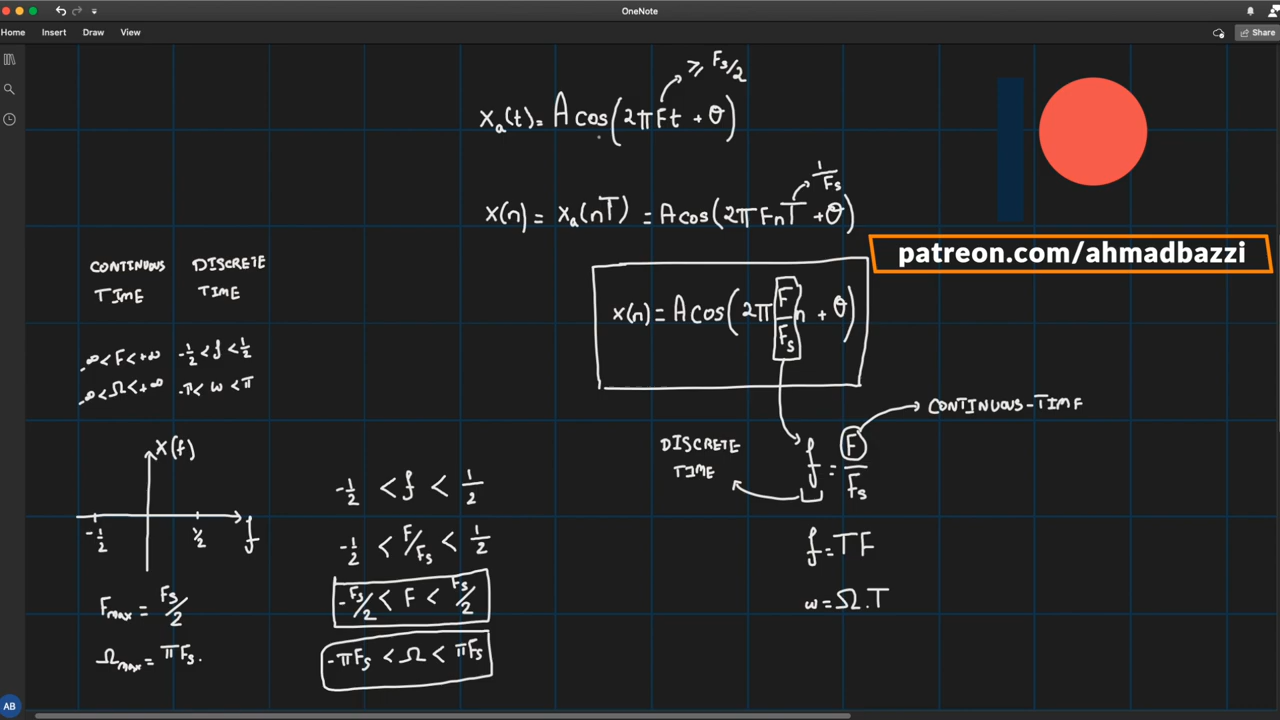 OneNote
Home Insert Draw View
Share
≥ Fs/2
xₐ(t) = A cos(2πFt + θ)
1/Fs
x(n) = xₐ(nT) = A cos(2πFnT + θ)
patreon.com/ahmadbazzi
x(n) = A cos(2π F/Fs n + θ)
CONTINUOUS TIME
DISCRETE TIME
-∞ < F < +∞
-1/2 < f < 1/2
-∞ < Ω < +∞
-π < w < π
X(f)
-1/2
1/2
f
Fmax = Fs/2
Ωmax = πFs.
-1/2 < f < 1/2
-1/2 < F/Fs < 1/2
-Fs/2 < F < Fs/2
-πFs < Ω < πFs
CONTINUOUS-TIME
DISCRETE
TIME
f = F/Fs
f = TF
w = Ω.T
AB